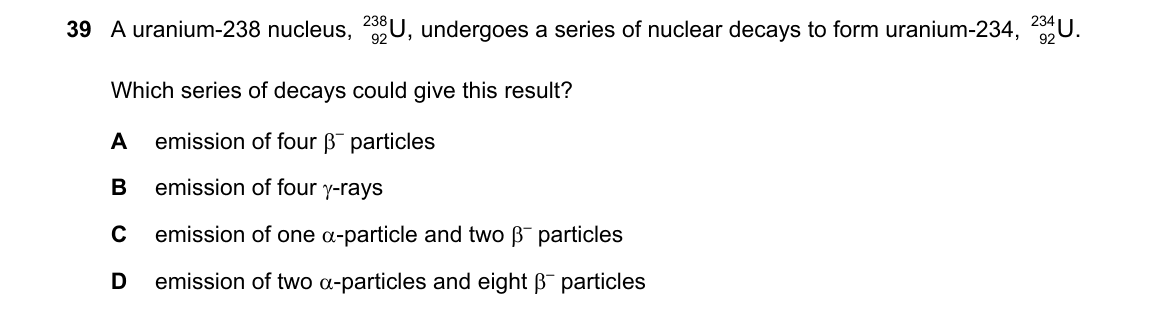 39 A uranium-238 nucleus, ²³⁸₉₂U, undergoes a series of nuclear decays to form uranium-234, ²³⁴₉₂U.
Which series of decays could give this result?
A emission of four β⁻ particles
B emission of four γ-rays
C emission of one α-particle and two β⁻ particles
D emission of two α-particles and eight β⁻ particles